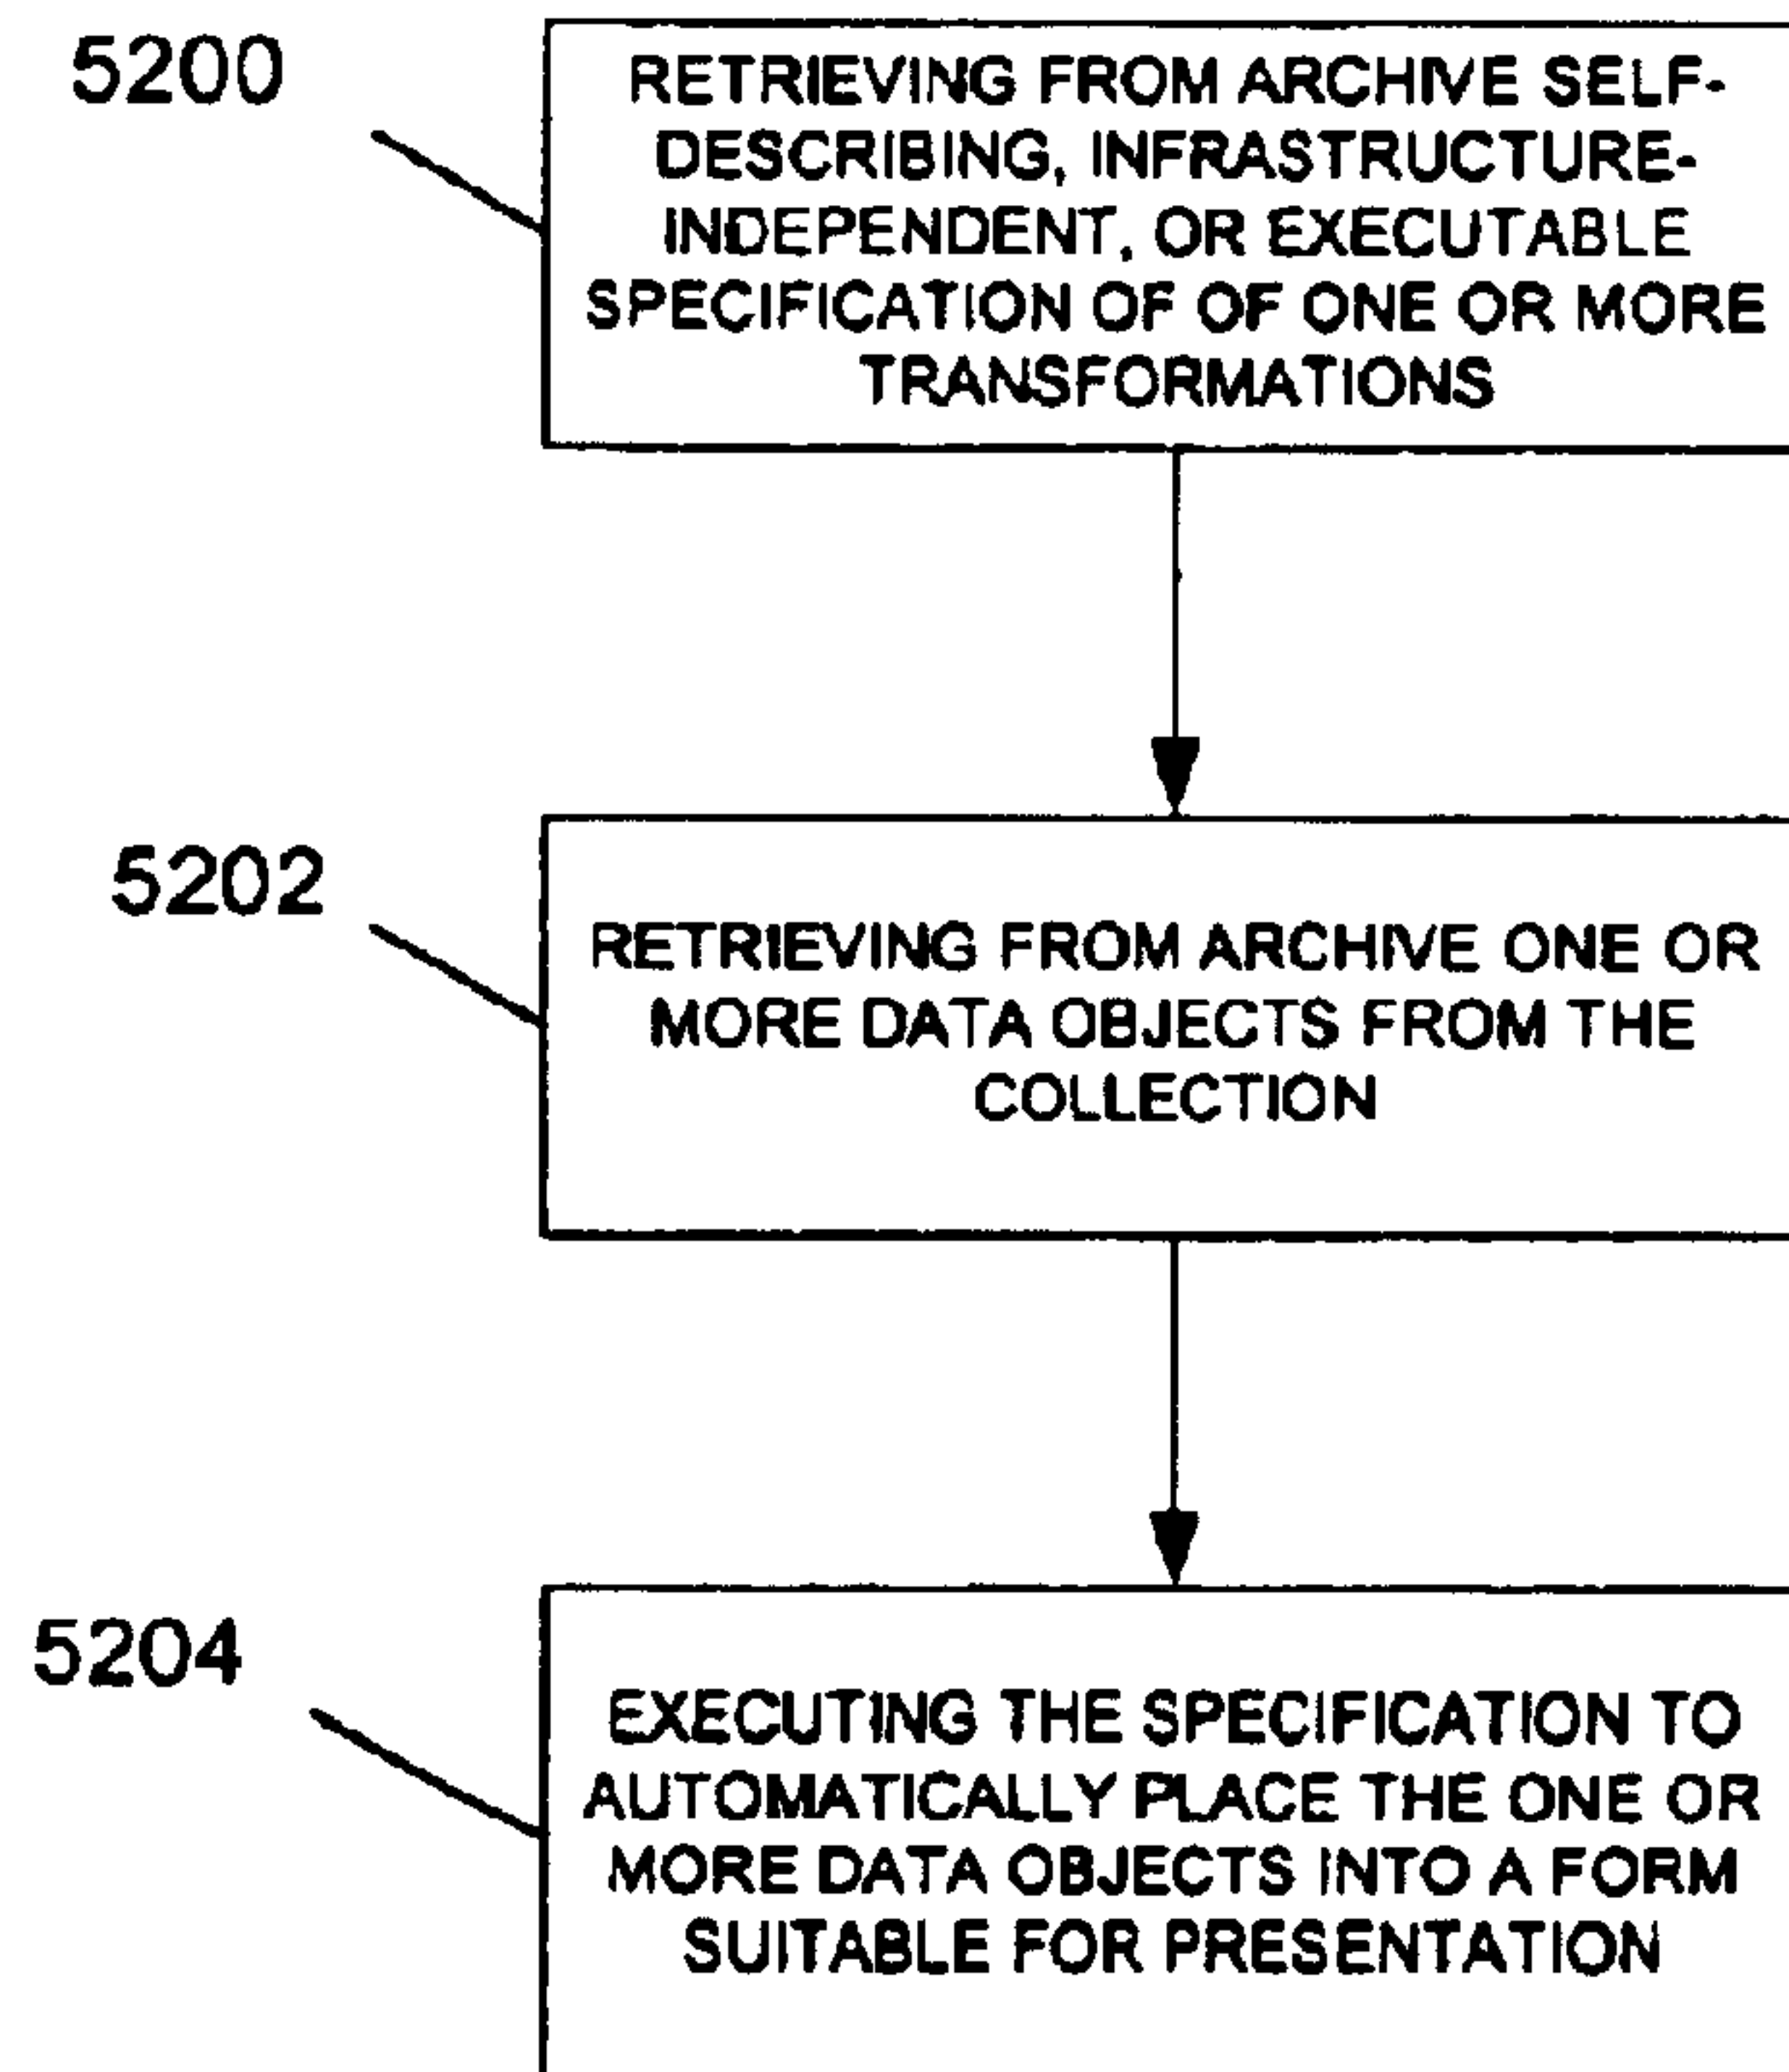 5200
RETRIEVING FROM ARCHIVE SELF-
DESCRIBING, INFRASTRUCTURE-
INDEPENDENT, OR EXECUTABLE
SPECIFICATION OF OF ONE OR MORE
TRANSFORMATIONS
5202
RETRIEVING FROM ARCHIVE ONE OR
MORE DATA OBJECTS FROM THE
COLLECTION
5204
EXECUTING THE SPECIFICATION TO
AUTOMATICALLY PLACE THE ONE OR
MORE DATA OBJECTS INTO A FORM
SUITABLE FOR PRESENTATION